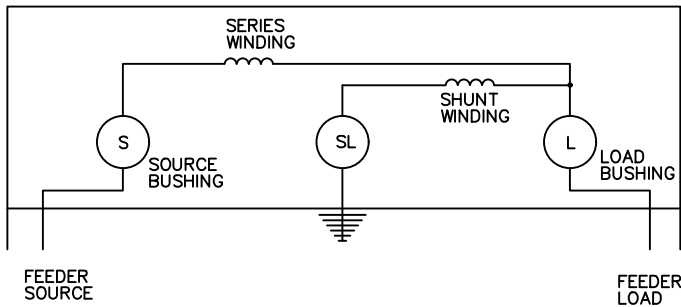 SERIES
WINDING
SHUNT
WINDING
S
SL
L
SOURCE
BUSHING
LOAD
BUSHING
FEEDER
SOURCE
FEEDER
LOAD